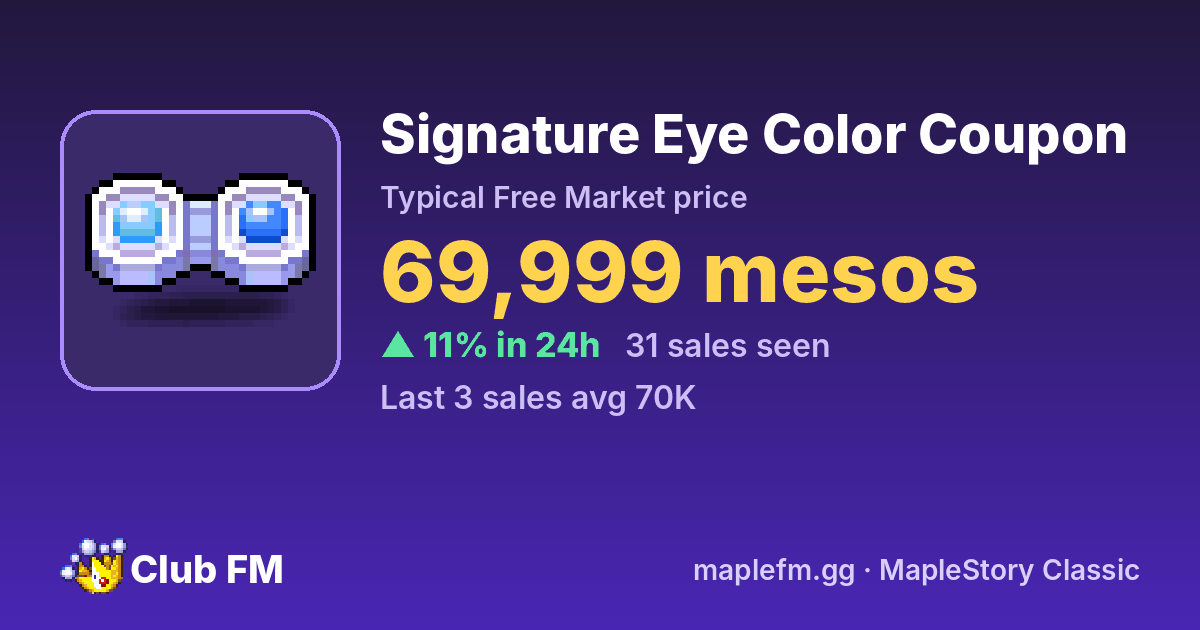 Signature Eye Color Coupon
Typical Free Market price
69,999 mesos
▲ 11% in 24h 31 sales seen
Last 3 sales avg 70K
Club FM
maplefm.gg · MapleStory Classic